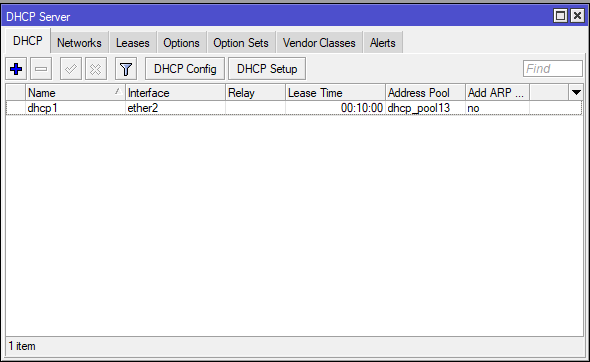 DHCP Server
DHCP Networks Leases Options Option Sets Vendor Classes Alerts
DHCP Config DHCP Setup Find
Name Interface Relay Lease Time Address Pool Add ARP ...
dhcp1 ether2 00:10:00 dhcp_pool13 no
1 item